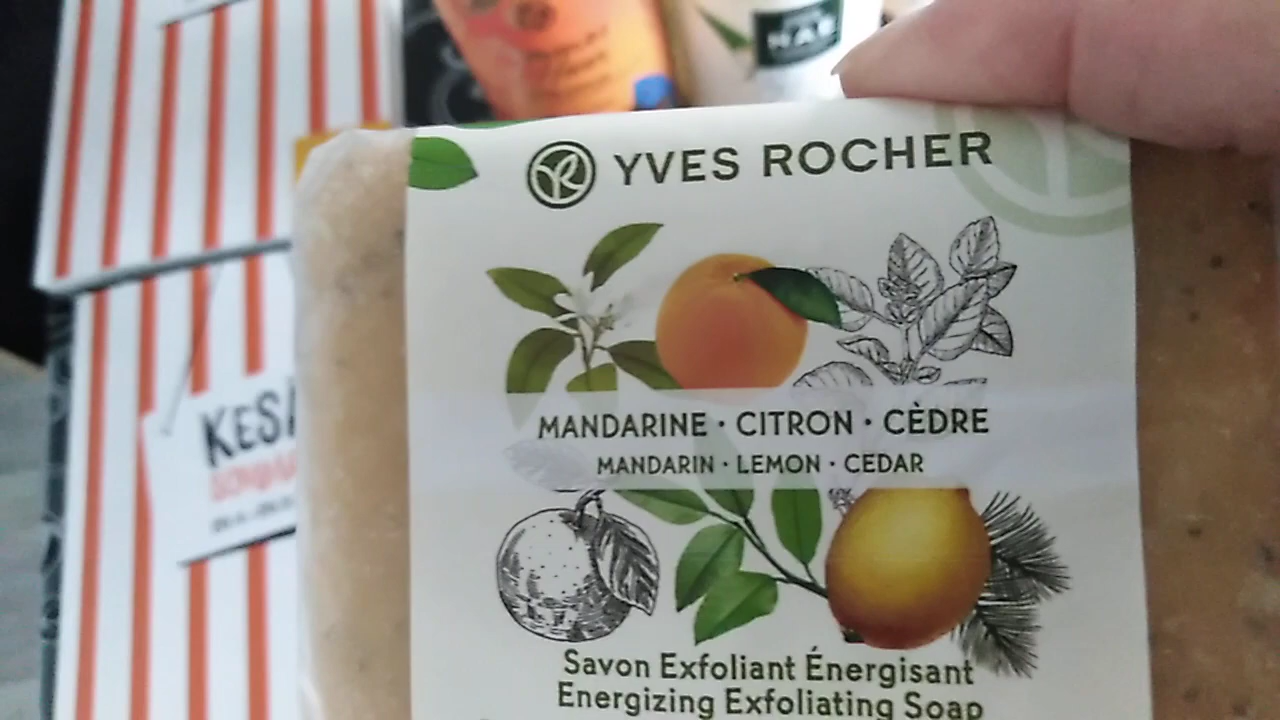 YVES ROCHER
MANDARINE · CITRON · CÈDRE
MANDARIN · LEMON · CEDAR
Savon Exfoliant Énergisant
Energizing Exfoliating Soap